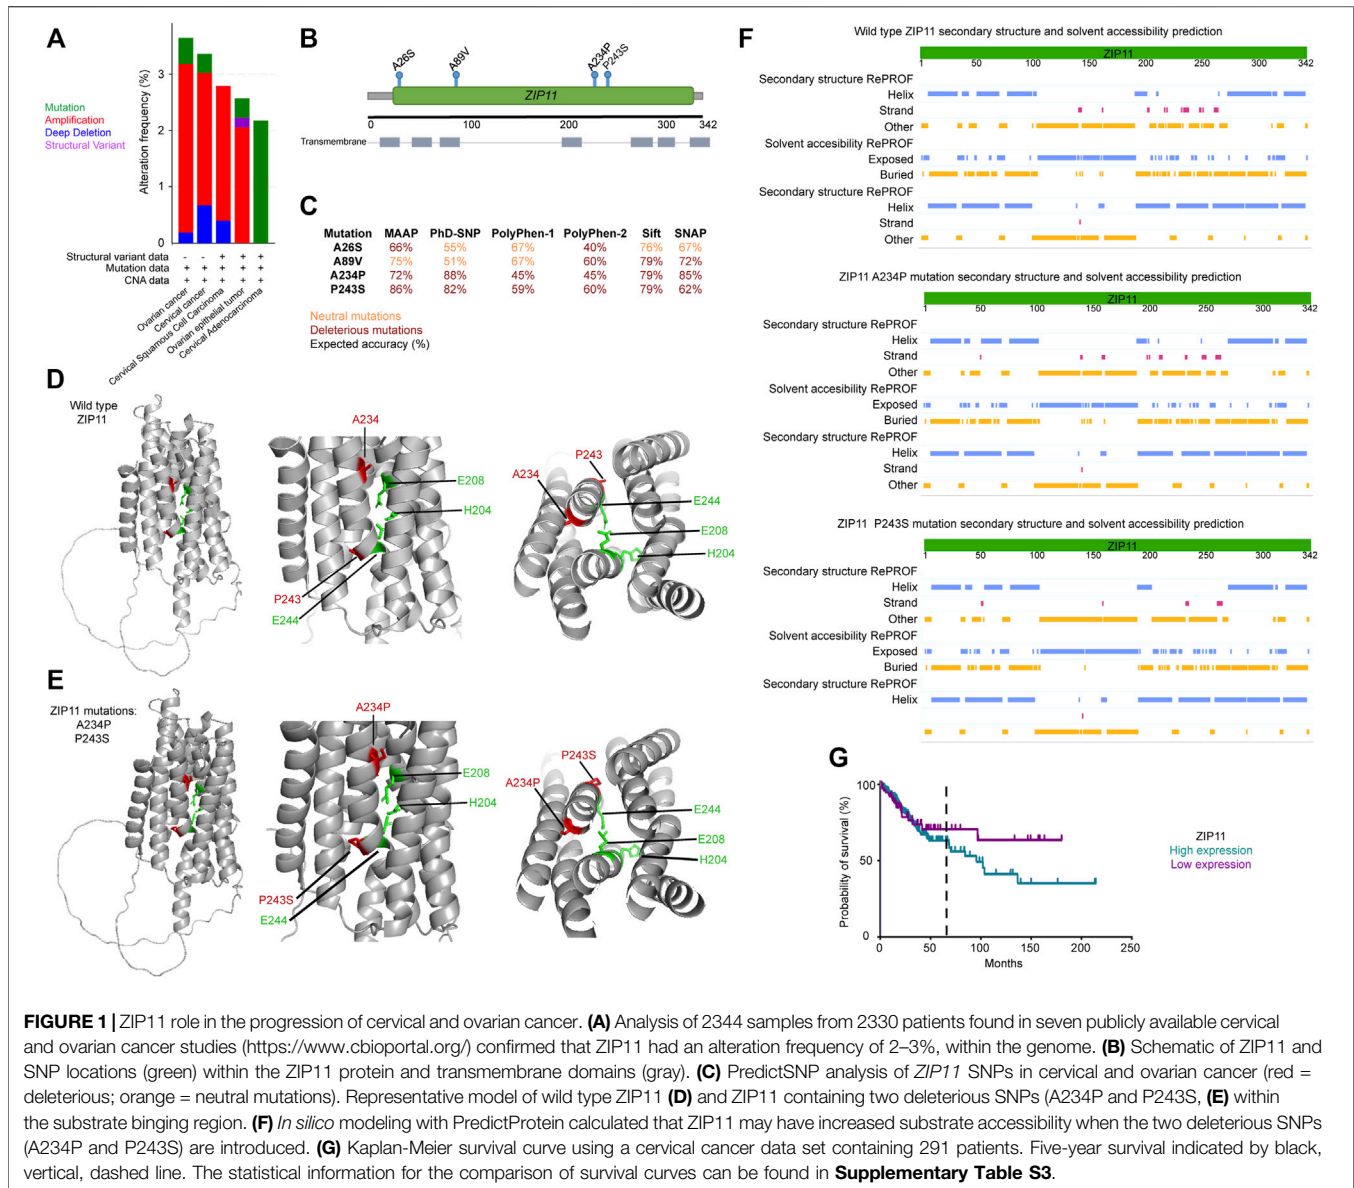 A
Alteration frequency (%)
3
2
1
0
Mutation
Amplification
Deep Deletion
Structural Variant
Structural variant data - - + + +
Mutation data + + + + +
CNA data + + + + +
Ovarian cancer
Cervical cancer
Cervical Squamous Cell Carcinoma
Ovarian epithelial tumor
Cervical Adenocarcinoma
B
A26S
A89V
A234P
P243S
ZIP11
0 100 200 300 342
Transmembrane
C
Mutation MAAP PhD-SNP PolyPhen-1 PolyPhen-2 Sift SNAP
A26S 66% 55% 67% 40% 76% 67%
A89V 75% 51% 67% 60% 79% 72%
A234P 72% 88% 45% 45% 79% 85%
P243S 86% 82% 59% 60% 79% 62%
Neutral mutations
Deleterious mutations
Expected accuracy (%)
D
Wild type
ZIP11
A234
E208
H204
P243
E244
P243
A234
E244
E208
H204
E
ZIP11 mutations:
A234P
P243S
A234P
E208
H204
P243S
E244
P243S
A234P
E244
E208
H204
F
Wild type ZIP11 secondary structure and solvent accessibility prediction
ZIP11
1 50 100 150 200 250 300 342
Secondary structure RePROF
Helix
Strand
Other
Solvent accesibility RePROF
Exposed
Buried
Secondary structure RePROF
Helix
Strand
Other
ZIP11 A234P mutation secondary structure and solvent accessibility prediction
ZIP11
1 50 100 150 200 250 300 342
Secondary structure RePROF
Helix
Strand
Other
Solvent accesibility RePROF
Exposed
Buried
Secondary structure RePROF
Helix
Strand
Other
ZIP11 P243S mutation secondary structure and solvent accessibility prediction
ZIP11
1 50 100 150 200 250 300 342
Secondary structure RePROF
Helix
Strand
Other
Solvent accesibility RePROF
Exposed
Buried
Secondary structure RePROF
Helix
G
Probability of survival (%)
100
50
0
0 50 100 150 200 250
Months
ZIP11
High expression
Low expression
FIGURE 1 | ZIP11 role in the progression of cervical and ovarian cancer. (A) Analysis of 2344 samples from 2330 patients found in seven publicly available cervical
and ovarian cancer studies (https://www.cbioportal.org/) confirmed that ZIP11 had an alteration frequency of 2–3%, within the genome. (B) Schematic of ZIP11 and
SNP locations (green) within the ZIP11 protein and transmembrane domains (gray). (C) PredictSNP analysis of ZIP11 SNPs in cervical and ovarian cancer (red =
deleterious; orange = neutral mutations). Representative model of wild type ZIP11 (D) and ZIP11 containing two deleterious SNPs (A234P and P243S, (E) within
the substrate binging region. (F) In silico modeling with PredictProtein calculated that ZIP11 may have increased substrate accessibility when the two deleterious SNPs
(A234P and P243S) are introduced. (G) Kaplan-Meier survival curve using a cervical cancer data set containing 291 patients. Five-year survival indicated by black,
vertical, dashed line. The statistical information for the comparison of survival curves can be found in Supplementary Table S3.